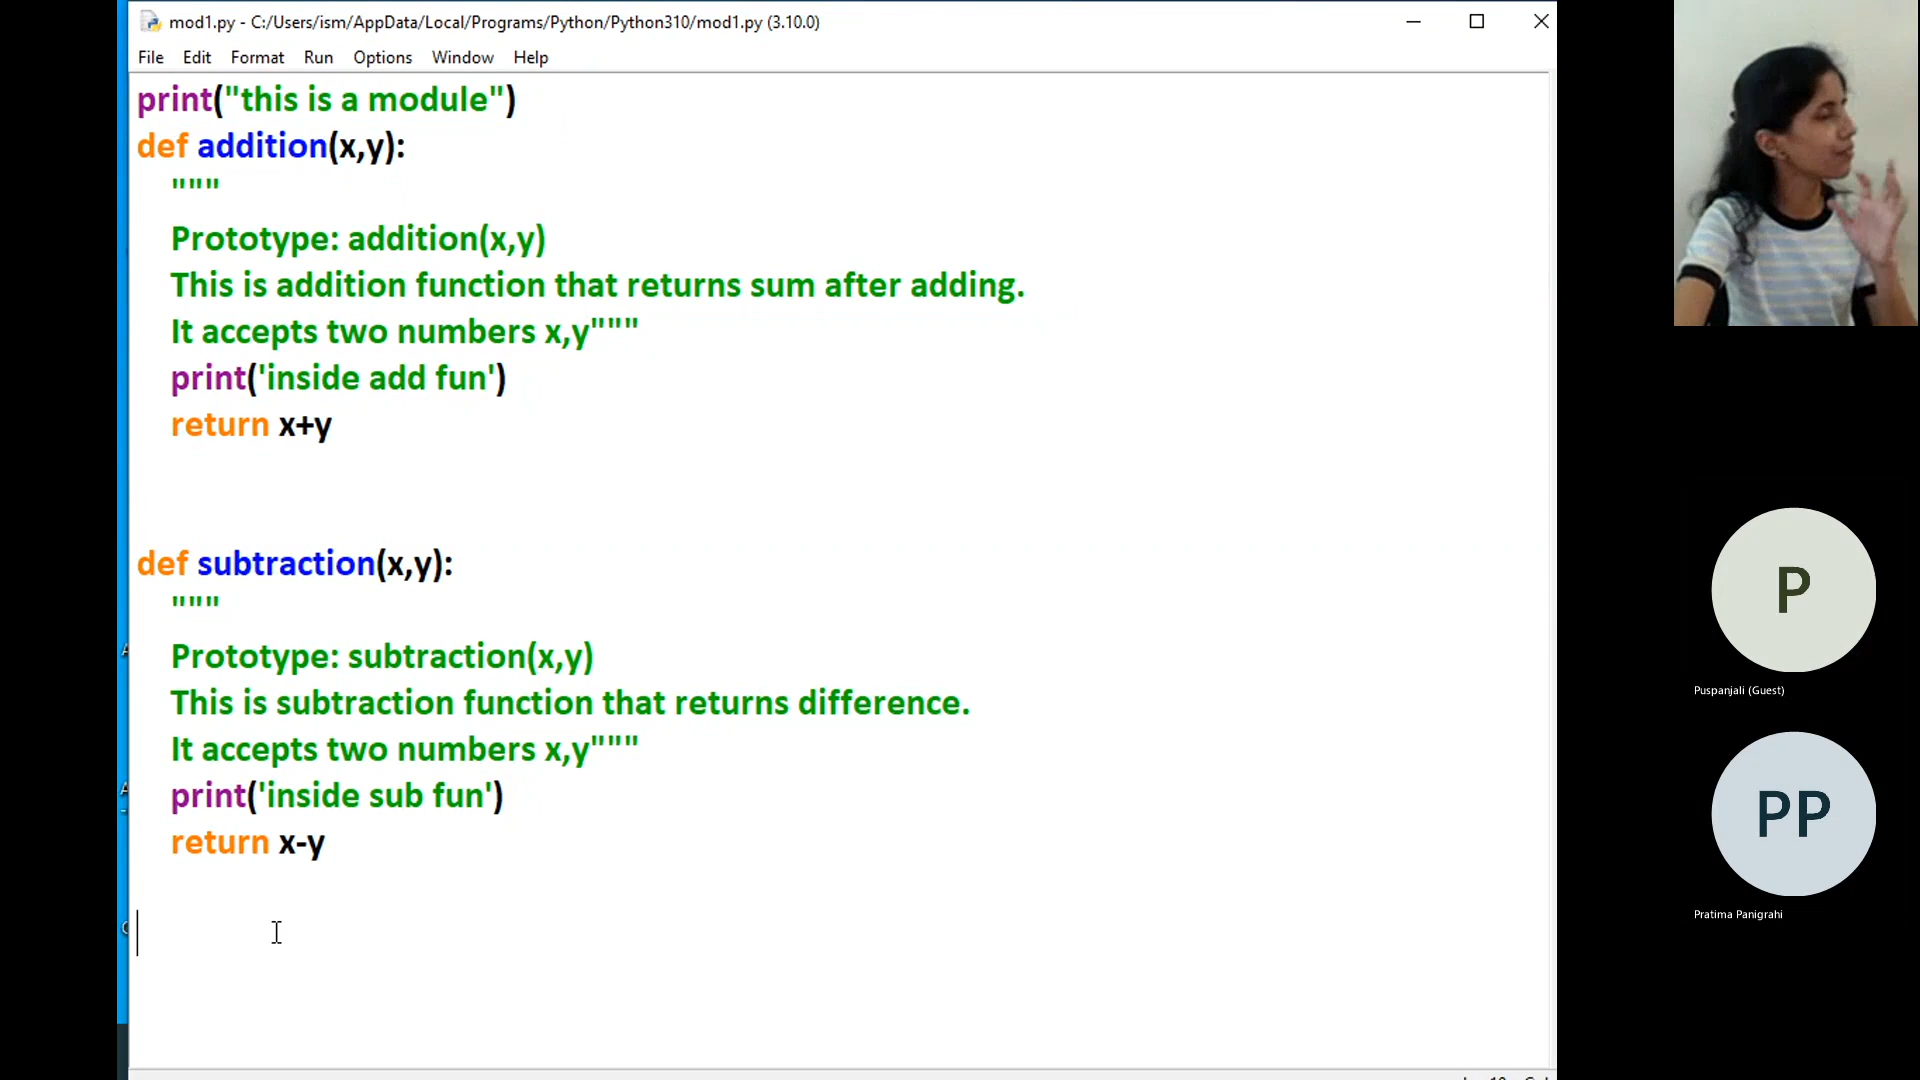 mod1.py - C:/Users/ism/AppData/Local/Programs/Python/Python310/mod1.py (3.10.0)
File Edit Format Run Options Window Help
print("this is a module")
def addition(x,y):
"""
Prototype: addition(x,y)
This is addition function that returns sum after adding.
It accepts two numbers x,y"""
print('inside add fun')
return x+y
def subtraction(x,y):
"""
Prototype: subtraction(x,y)
This is subtraction function that returns difference.
It accepts two numbers x,y"""
print('inside sub fun')
return x-y
P
Puspanjali (Guest)
PP
Pratima Panigrahi